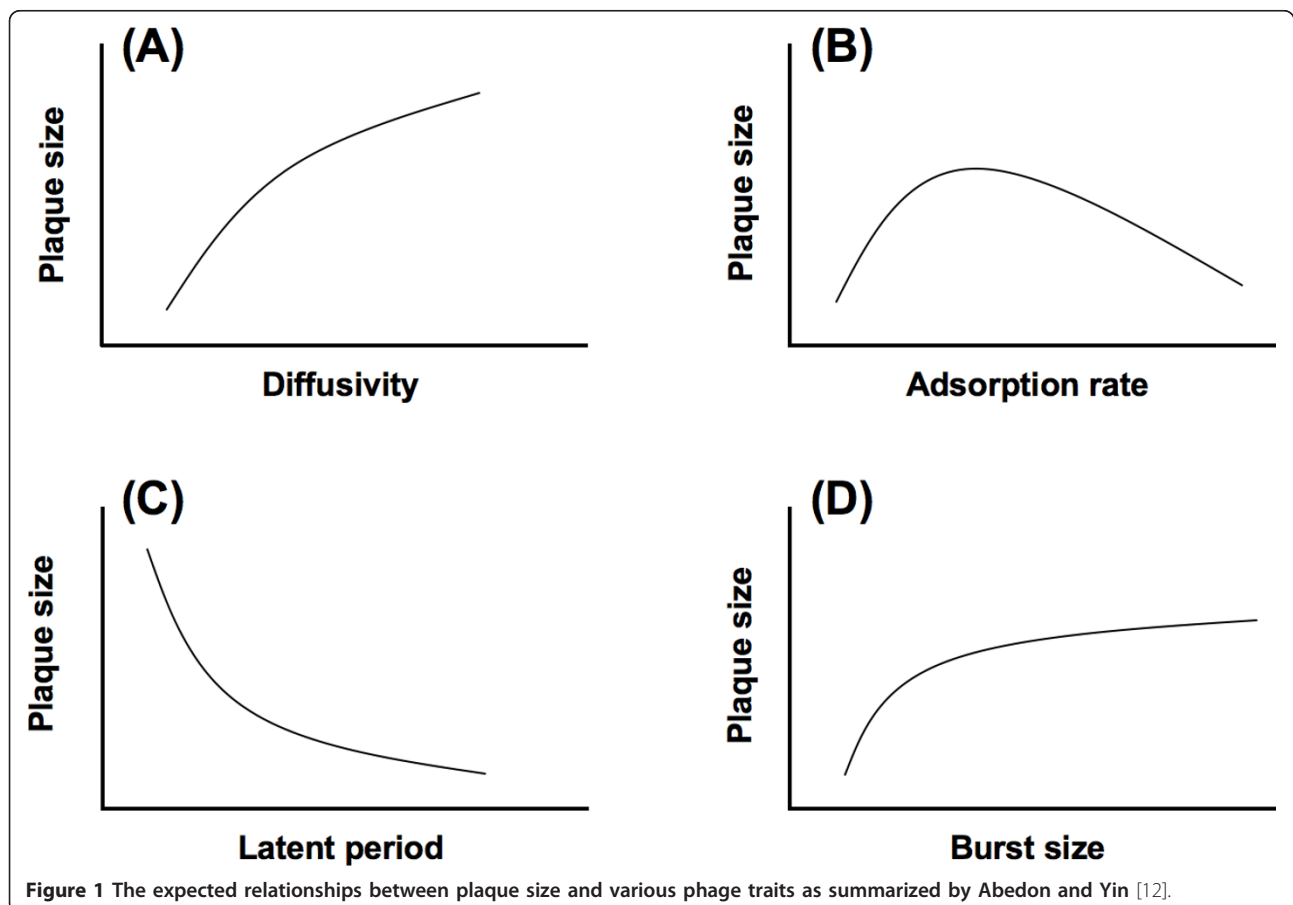 (A)
Plaque size
Diffusivity
(B)
Plaque size
Adsorption rate
(C)
Plaque size
Latent period
(D)
Plaque size
Burst size
Figure 1 The expected relationships between plaque size and various phage traits as summarized by Abedon and Yin [12].